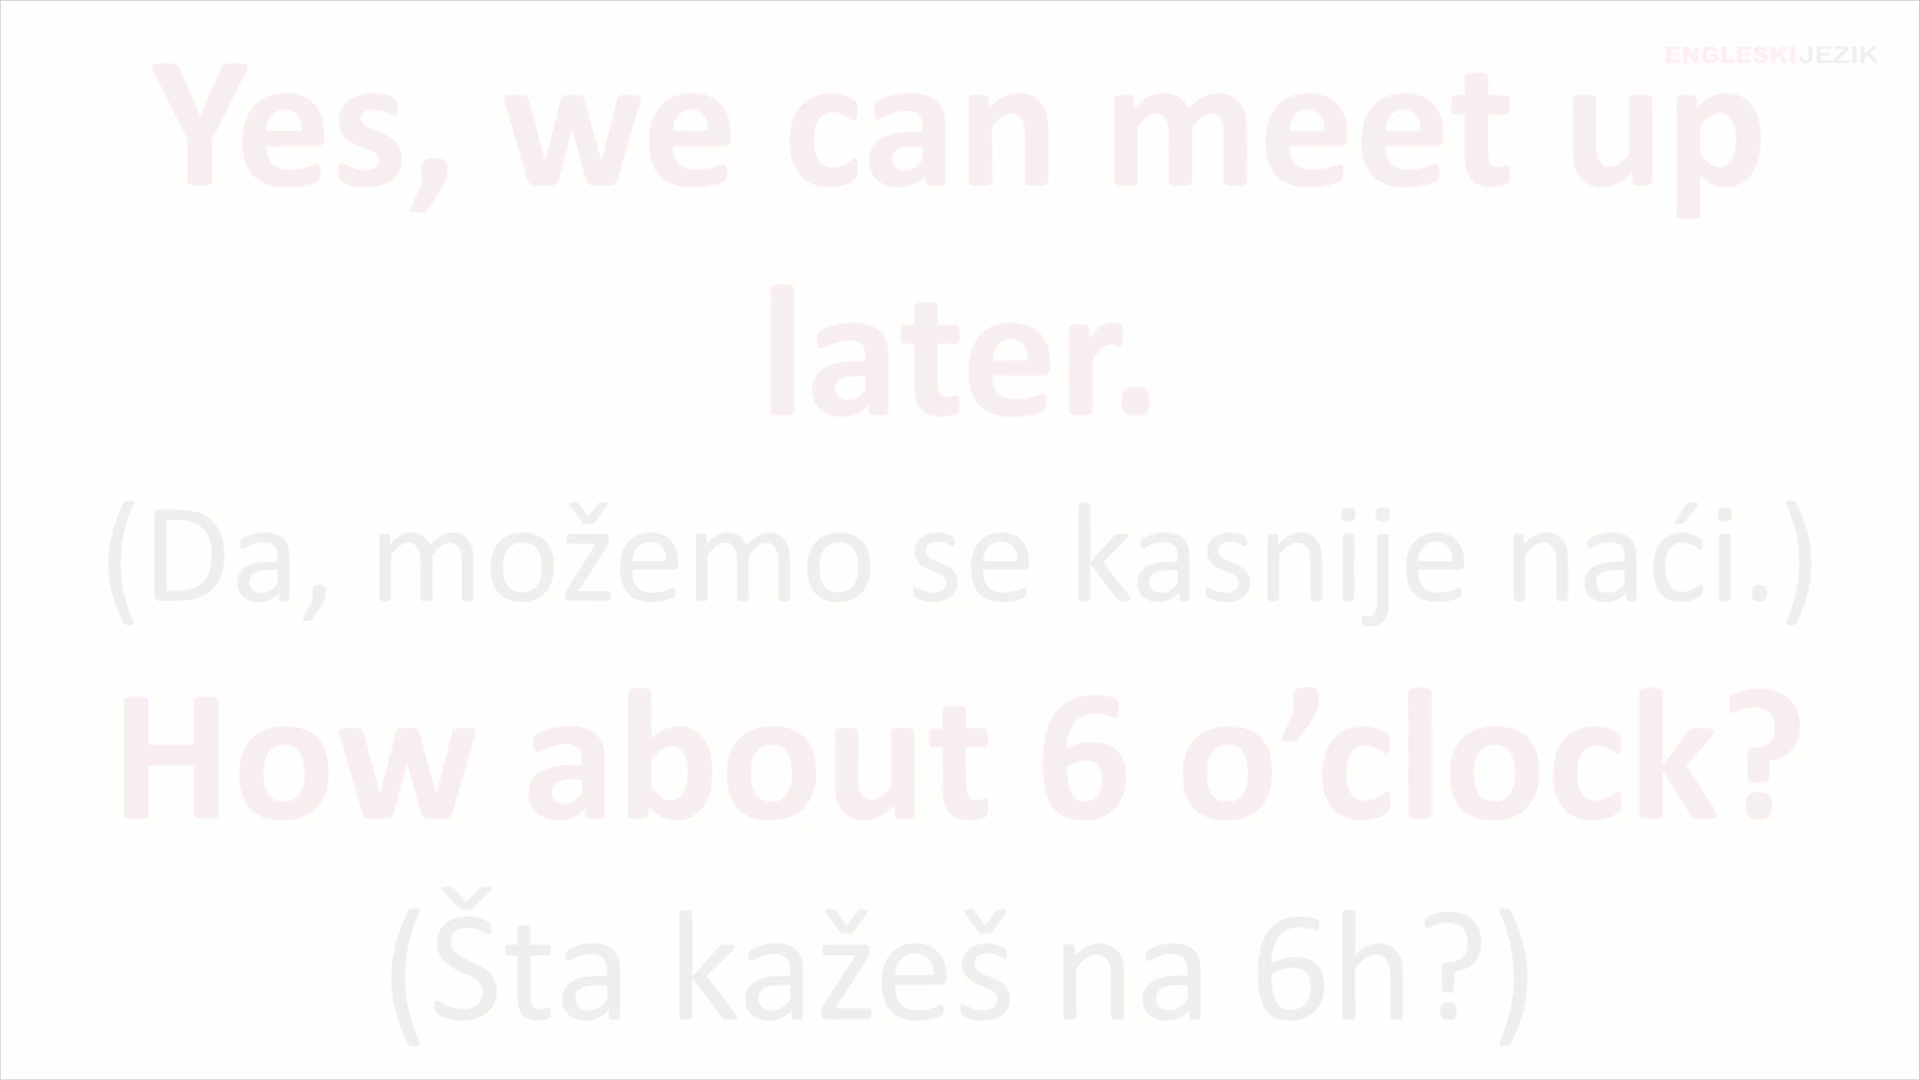 ENGLESKIJEZIK
Yes, we can meet up
later.
(Da, možemo se kasnije naći.)
How about 6 o’clock?
(Šta kažeš na 6h?)